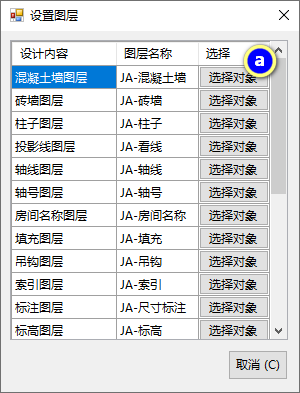 设置图层
设计内容 图层名称 选择
a
混凝土墙图层 JA-混凝土墙 选择对象
砖墙图层 JA-砖墙 选择对象
柱子图层 JA-柱子 选择对象
投影线图层 JA-看线 选择对象
轴线图层 JA-轴线 选择对象
轴号图层 JA-轴号 选择对象
房间名称图层 JA-房间名称 选择对象
填充图层 JA-填充 选择对象
吊钩图层 JA-吊钩 选择对象
索引图层 JA-索引 选择对象
标注图层 JA-尺寸标注 选择对象
标高图层 JA-标高 选择对象
取消 (C)